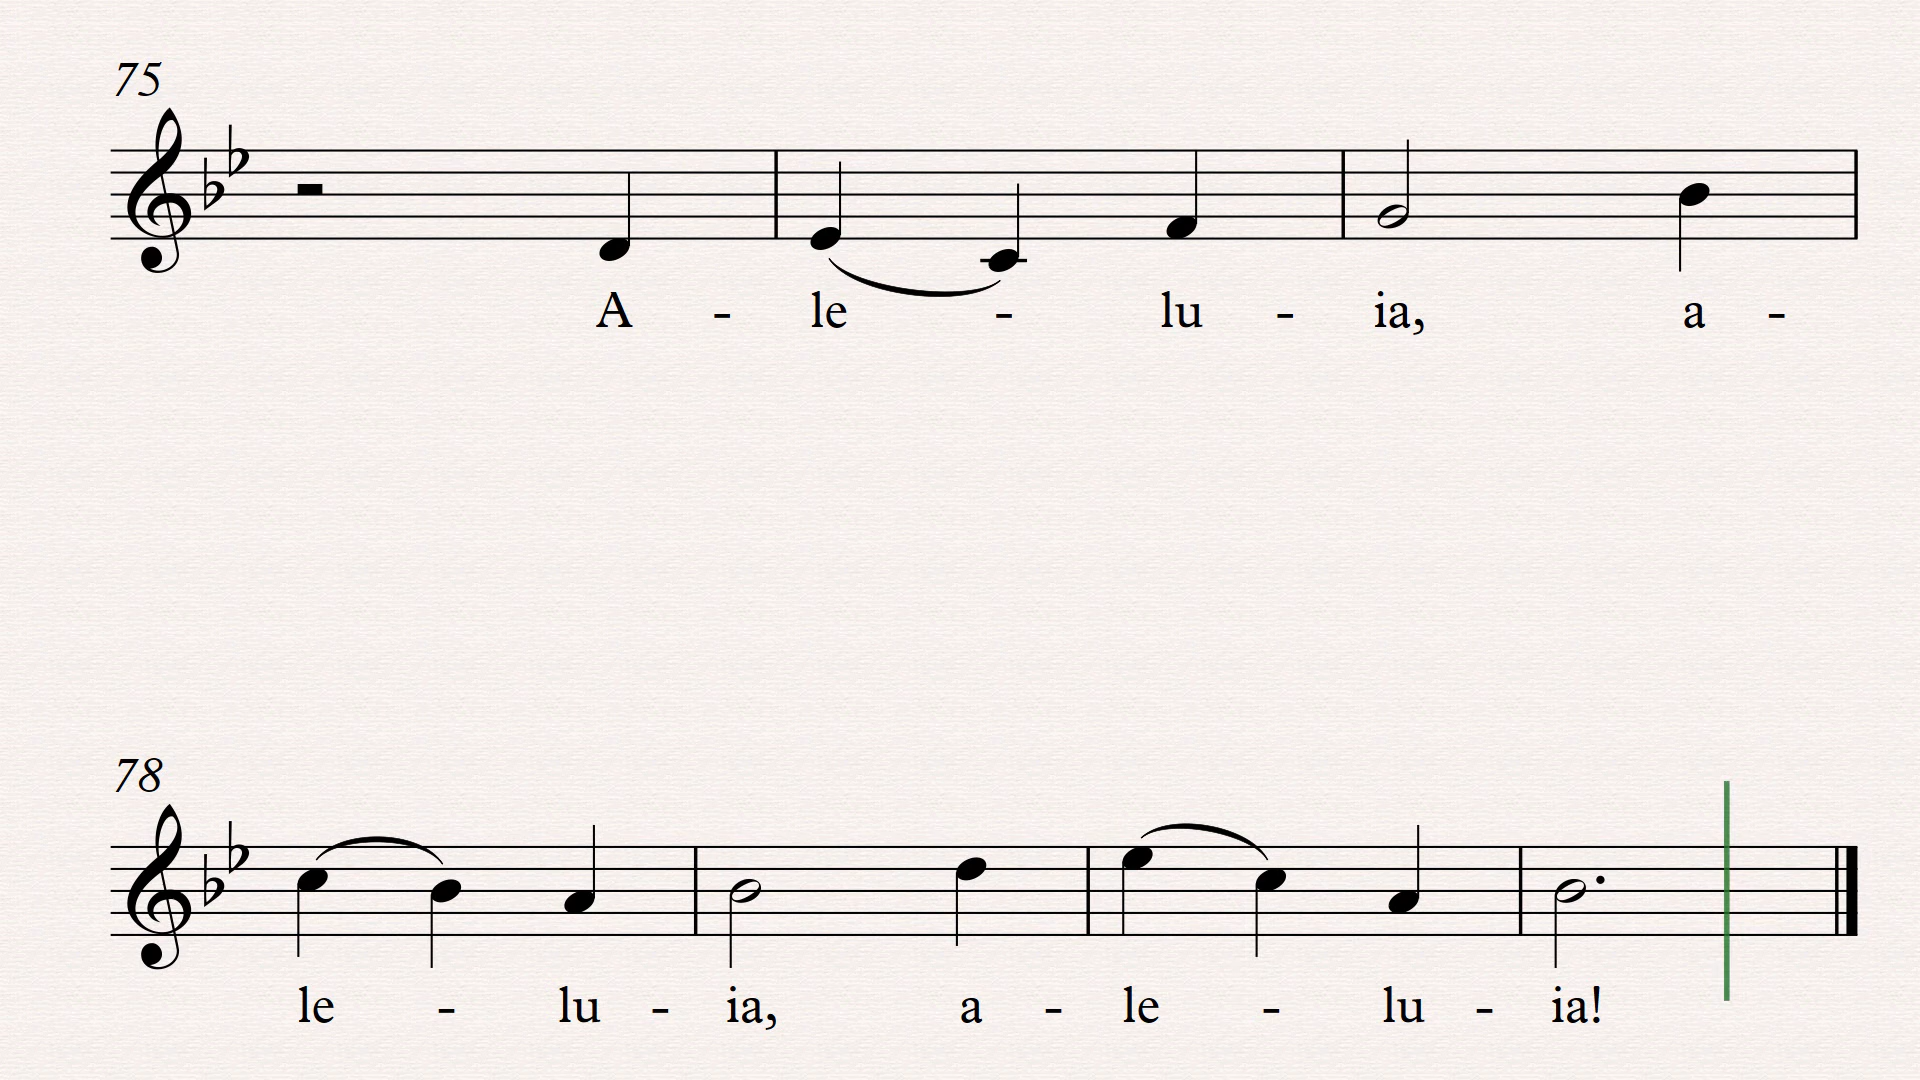 75
A - le - lu - ia, a -
78
le - lu - ia, a - le - lu - ia!